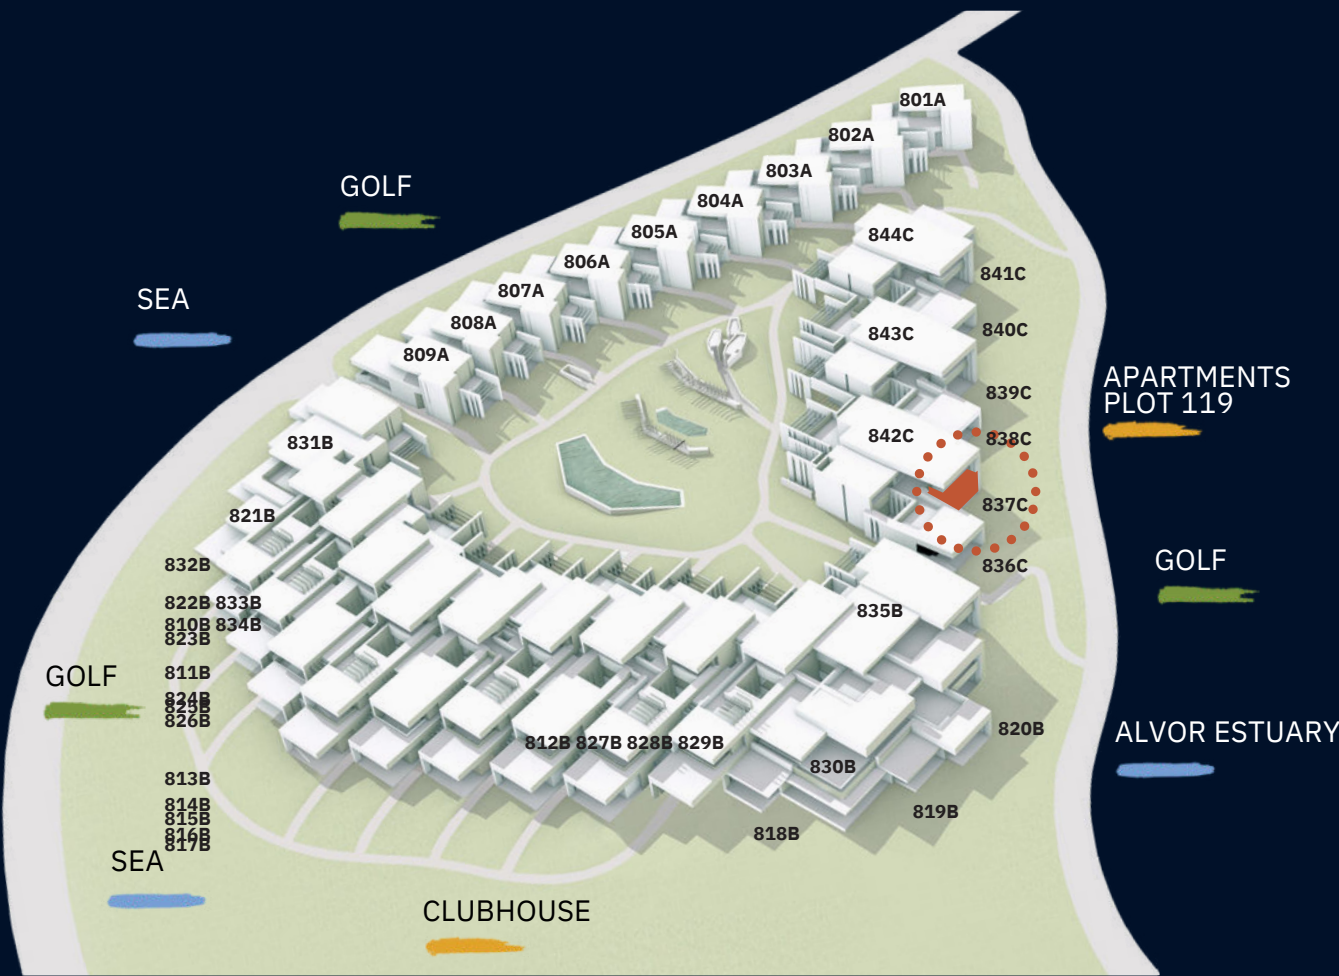 801A
802A
803A
GOLF
804A
805A
844C
806A
841C
807A
SEA
808A
840C
843C
809A
APARTMENTS
PLOT 119
839C
842C
838C
831B
837C
821B
GOLF
832B
836C
822B 833B
835B
810B 834B
823B
811B
GOLF
824B
825B
826B
820B
ALVOR ESTUARY
812B 827B 828B 829B
830B
813B
814B
819B
815B
818B
816B
817B
SEA
CLUBHOUSE